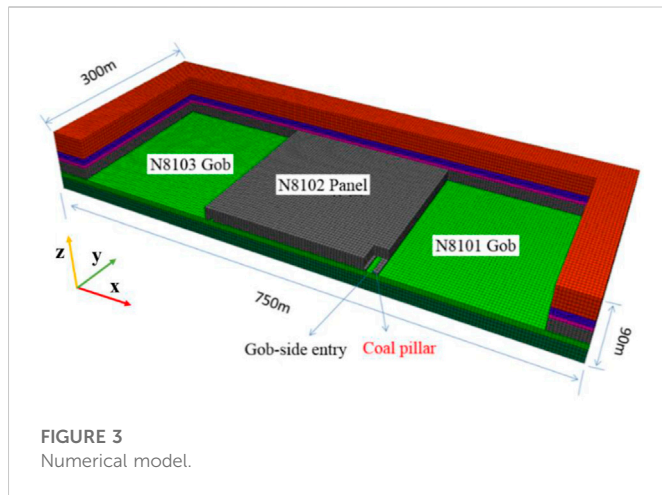 300m
N8103 Gob
N8102 Panel
N8101 Gob
z
y
x
750m
90m
Gob-side entry
Coal pillar
FIGURE 3
Numerical model.